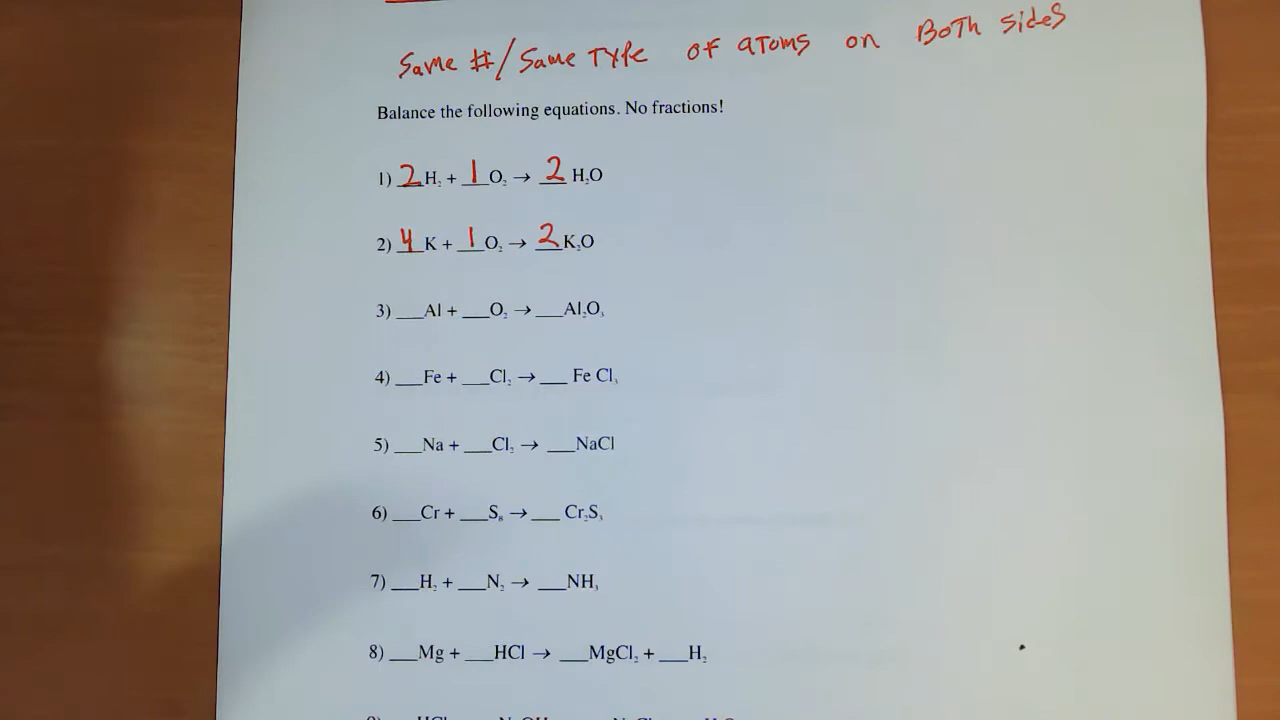 Same #/Same Type of atoms on Both sides
Balance the following equations. No fractions!
1) 2 H₂ + 1 O₂ → 2 H₂O
2) 4 K + 1 O₂ → 2 K₂O
3) ___Al + ___O₂ → ___Al₂O₃
4) ___Fe + ___Cl₂ → ___ Fe Cl₃
5) ___Na + ___Cl₂ → ___NaCl
6) ___Cr + ___S₈ → ___ Cr₂S₃
7) ___H₂ + ___N₂ → ___NH₃
8) ___Mg + ___HCl → ___MgCl₂ + ___H₂